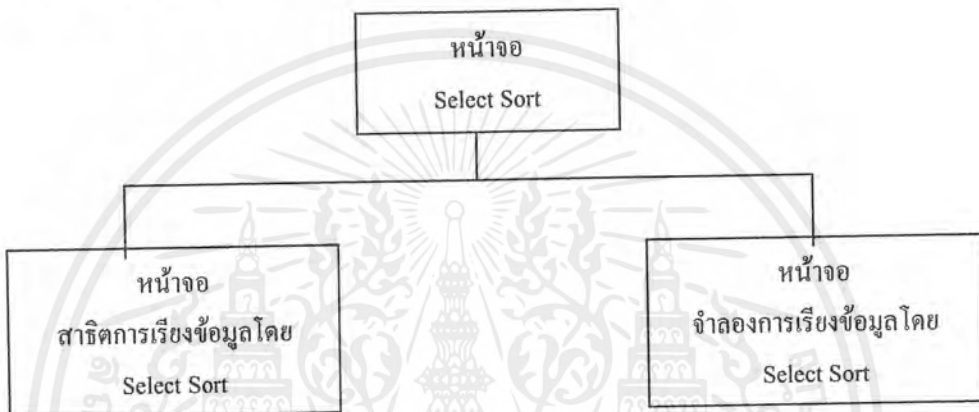 หน้าจอ
Select Sort
หน้าจอ
สาธิตการเรียงข้อมูลโดย
Select Sort
หน้าจอ
จำลองการเรียงข้อมูลโดย
Select Sort